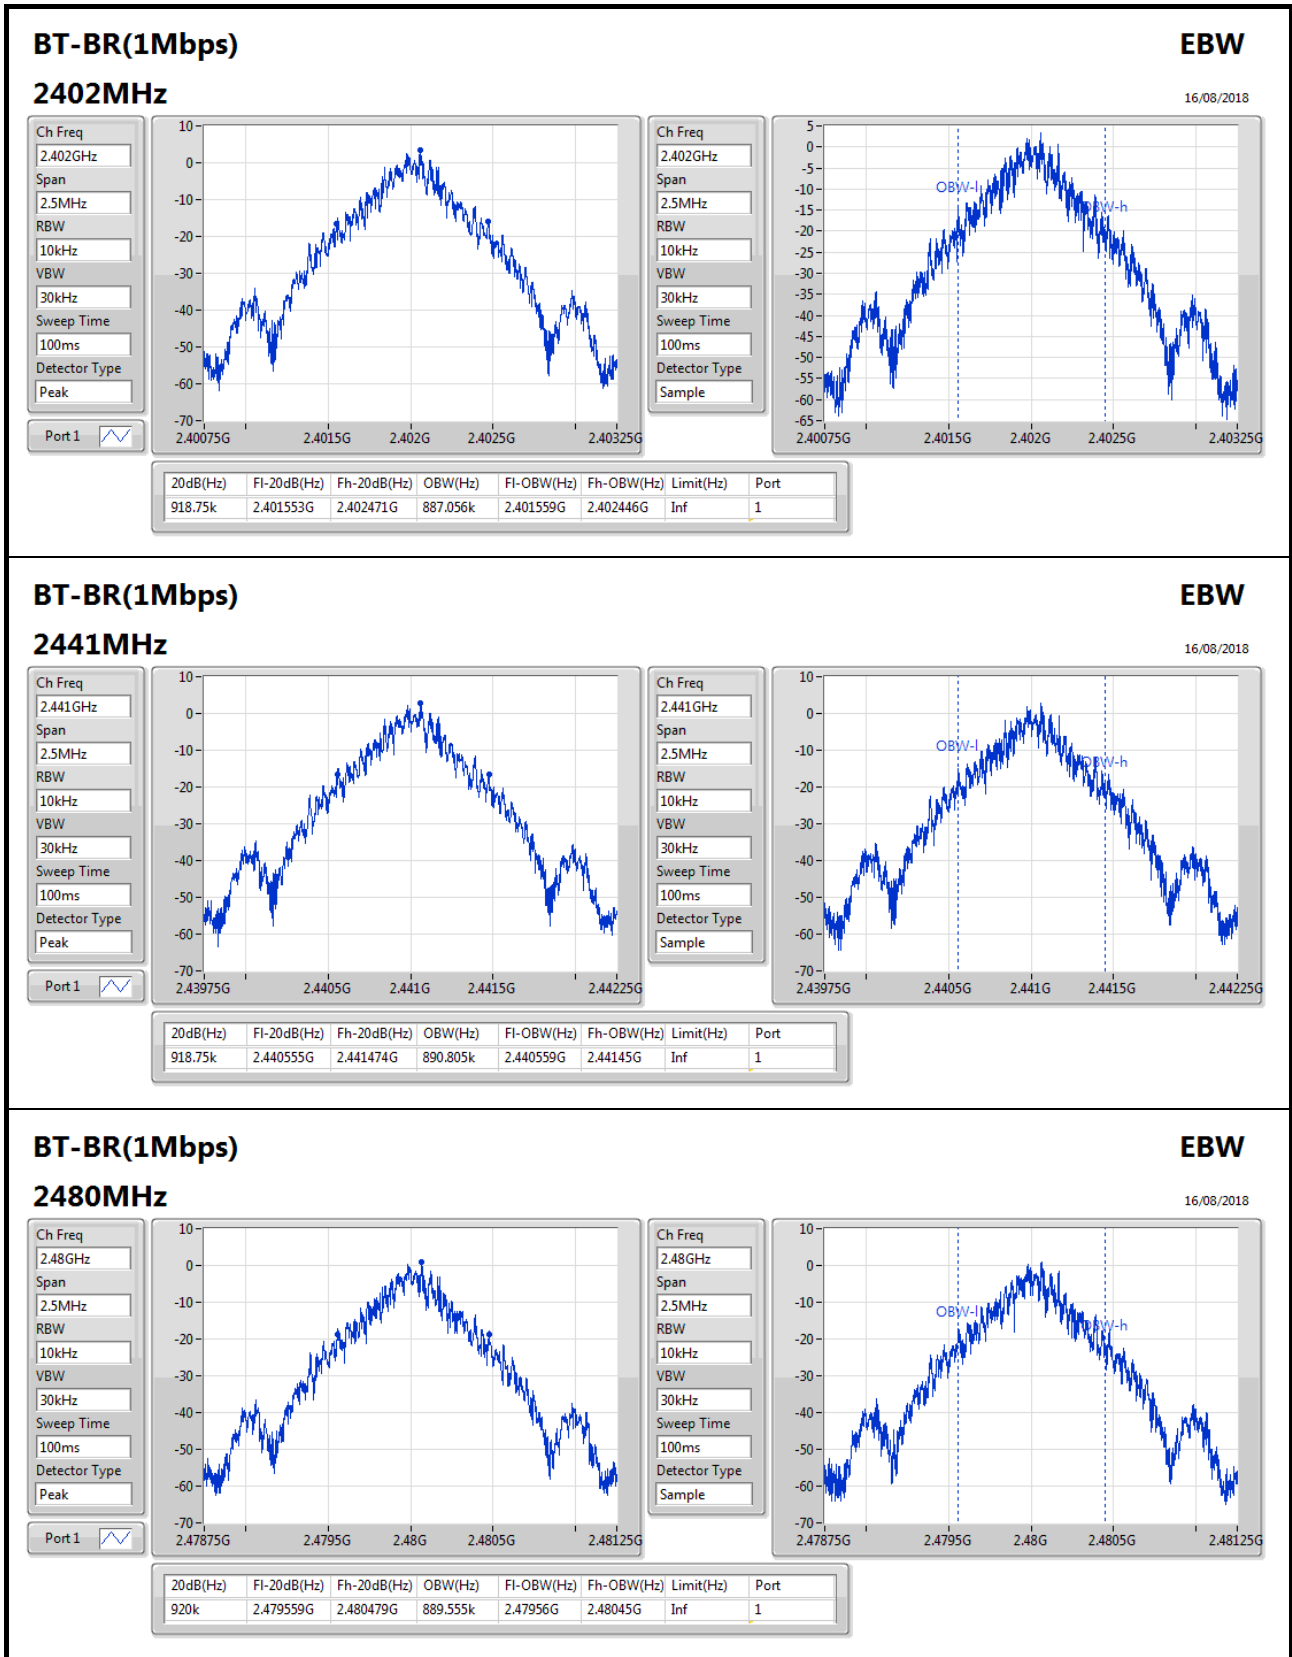 BT-BR(1Mbps) EBW
2402MHz 16/08/2018
Ch Freq
2.402GHz
Span
2.5MHz
RBW
10kHz
VBW
30kHz
Sweep Time
100ms
Detector Type
Peak
Port 1
10
0
-10
-20
-30
-40
-50
-60
-70
2.40075G 2.4015G 2.402G 2.4025G 2.40325G
Ch Freq
2.402GHz
Span
2.5MHz
RBW
10kHz
VBW
30kHz
Sweep Time
100ms
Detector Type
Sample
5
0
-5
-10
-15
-20
-25
-30
-35
-40
-45
-50
-55
-60
-65
OBW-l
OBW-h
2.40075G 2.4015G 2.402G 2.4025G 2.40325G
20dB(Hz) Fl-20dB(Hz) Fh-20dB(Hz) OBW(Hz) Fl-OBW(Hz) Fh-OBW(Hz) Limit(Hz) Port
918.75k 2.401553G 2.402471G 887.056k 2.401559G 2.402446G Inf 1
BT-BR(1Mbps) EBW
2441MHz 16/08/2018
Ch Freq
2.441GHz
Span
2.5MHz
RBW
10kHz
VBW
30kHz
Sweep Time
100ms
Detector Type
Peak
Port 1
10
0
-10
-20
-30
-40
-50
-60
-70
2.43975G 2.4405G 2.441G 2.4415G 2.44225G
Ch Freq
2.441GHz
Span
2.5MHz
RBW
10kHz
VBW
30kHz
Sweep Time
100ms
Detector Type
Sample
10
0
-10
-20
-30
-40
-50
-60
-70
OBW-l
OBW-h
2.43975G 2.4405G 2.441G 2.4415G 2.44225G
20dB(Hz) Fl-20dB(Hz) Fh-20dB(Hz) OBW(Hz) Fl-OBW(Hz) Fh-OBW(Hz) Limit(Hz) Port
918.75k 2.440555G 2.441474G 890.805k 2.440559G 2.44145G Inf 1
BT-BR(1Mbps) EBW
2480MHz 16/08/2018
Ch Freq
2.48GHz
Span
2.5MHz
RBW
10kHz
VBW
30kHz
Sweep Time
100ms
Detector Type
Peak
Port 1
10
0
-10
-20
-30
-40
-50
-60
-70
2.47875G 2.4795G 2.48G 2.4805G 2.48125G
Ch Freq
2.48GHz
Span
2.5MHz
RBW
10kHz
VBW
30kHz
Sweep Time
100ms
Detector Type
Sample
10
0
-10
-20
-30
-40
-50
-60
-70
OBW-l
OBW-h
2.47875G 2.4795G 2.48G 2.4805G 2.48125G
20dB(Hz) Fl-20dB(Hz) Fh-20dB(Hz) OBW(Hz) Fl-OBW(Hz) Fh-OBW(Hz) Limit(Hz) Port
920k 2.479559G 2.480479G 889.555k 2.47956G 2.48045G Inf 1